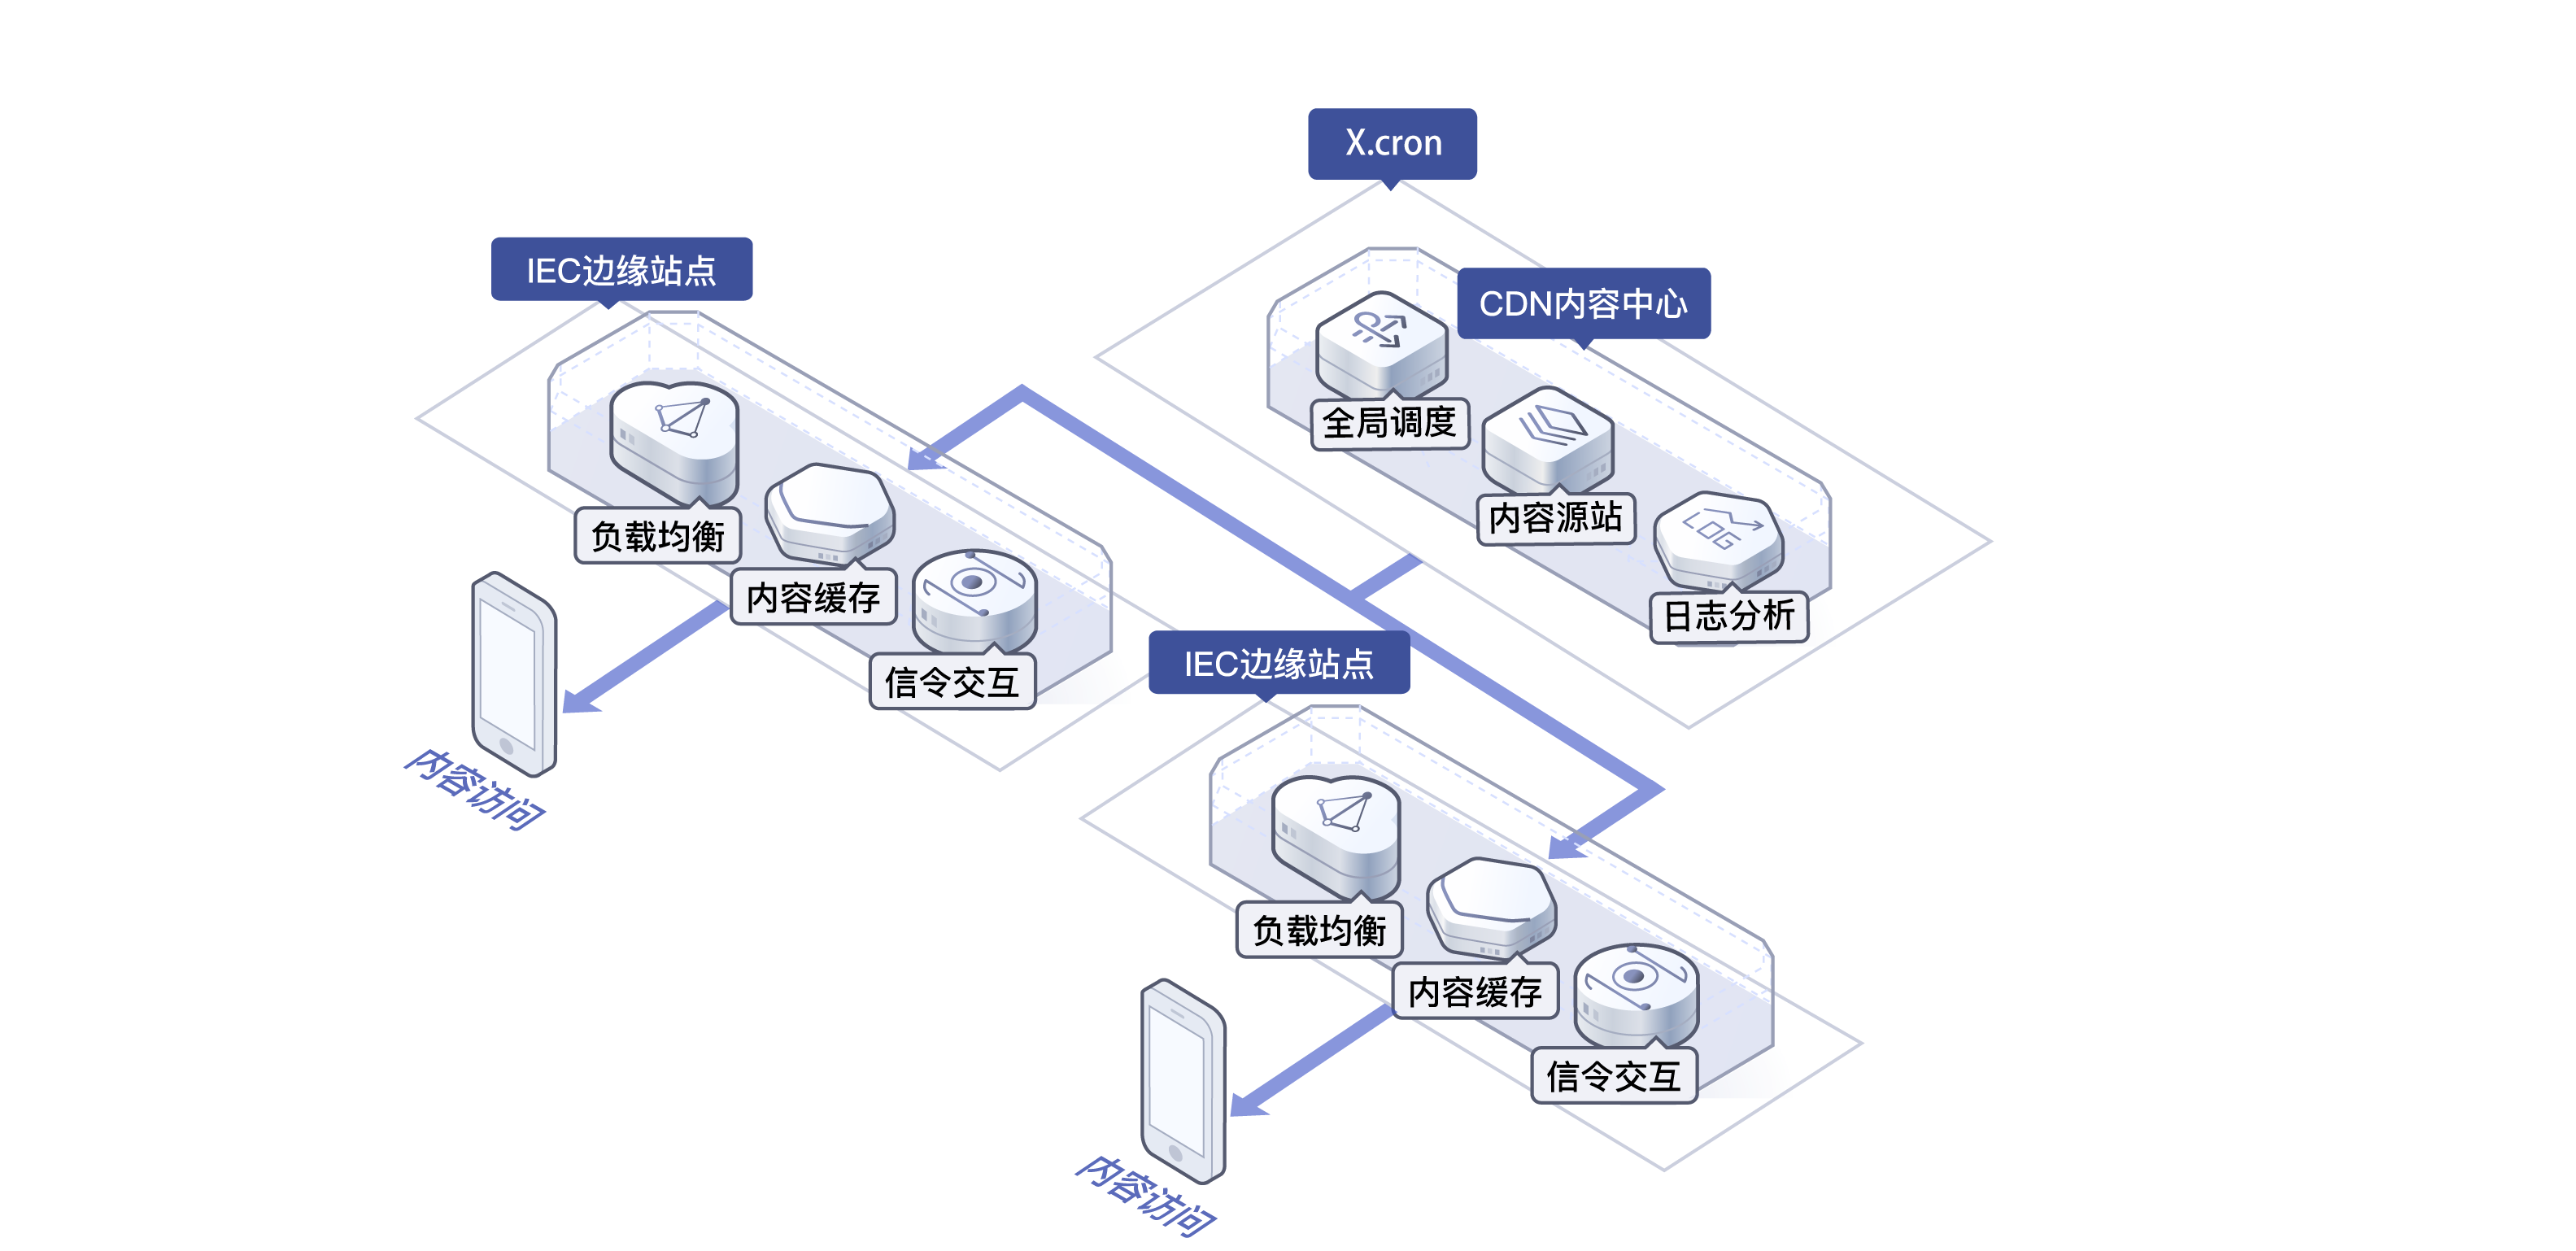 X.cron
CDN内容中心
全局调度
内容源站
LOG
日志分析
IEC边缘站点
负载均衡
内容缓存
信令交互
内容访问
IEC边缘站点
负载均衡
内容缓存
信令交互
内容访问